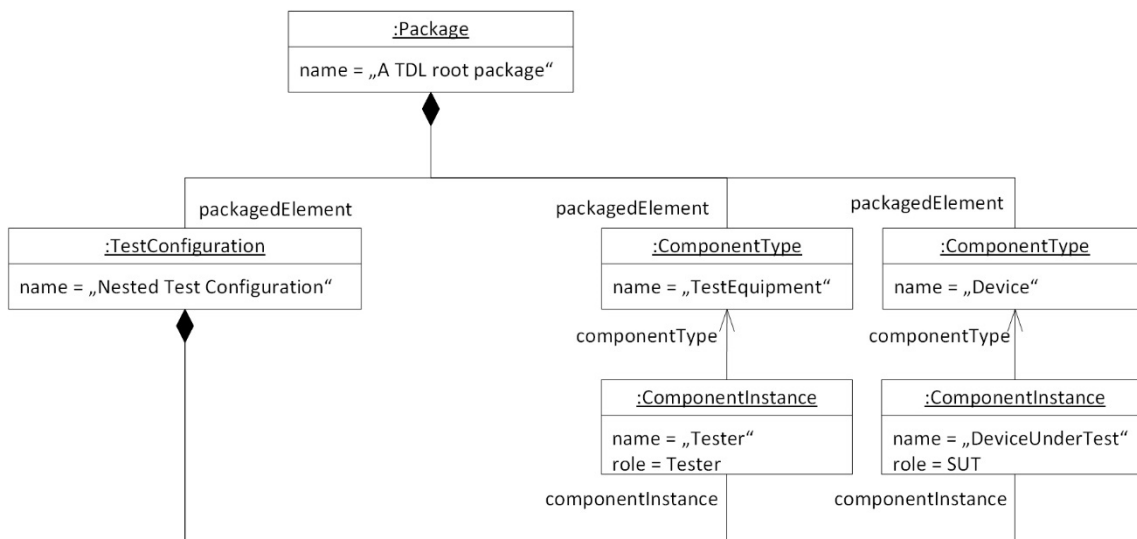 :Package
name = „A TDL root package“
packagedElement
packagedElement
packagedElement
:TestConfiguration
name = „Nested Test Configuration“
:ComponentType
name = „TestEquipment“
:ComponentType
name = „Device“
componentType
componentType
:ComponentInstance
name = „Tester“
role = Tester
:ComponentInstance
name = „DeviceUnderTest“
role = SUT
componentInstance
componentInstance